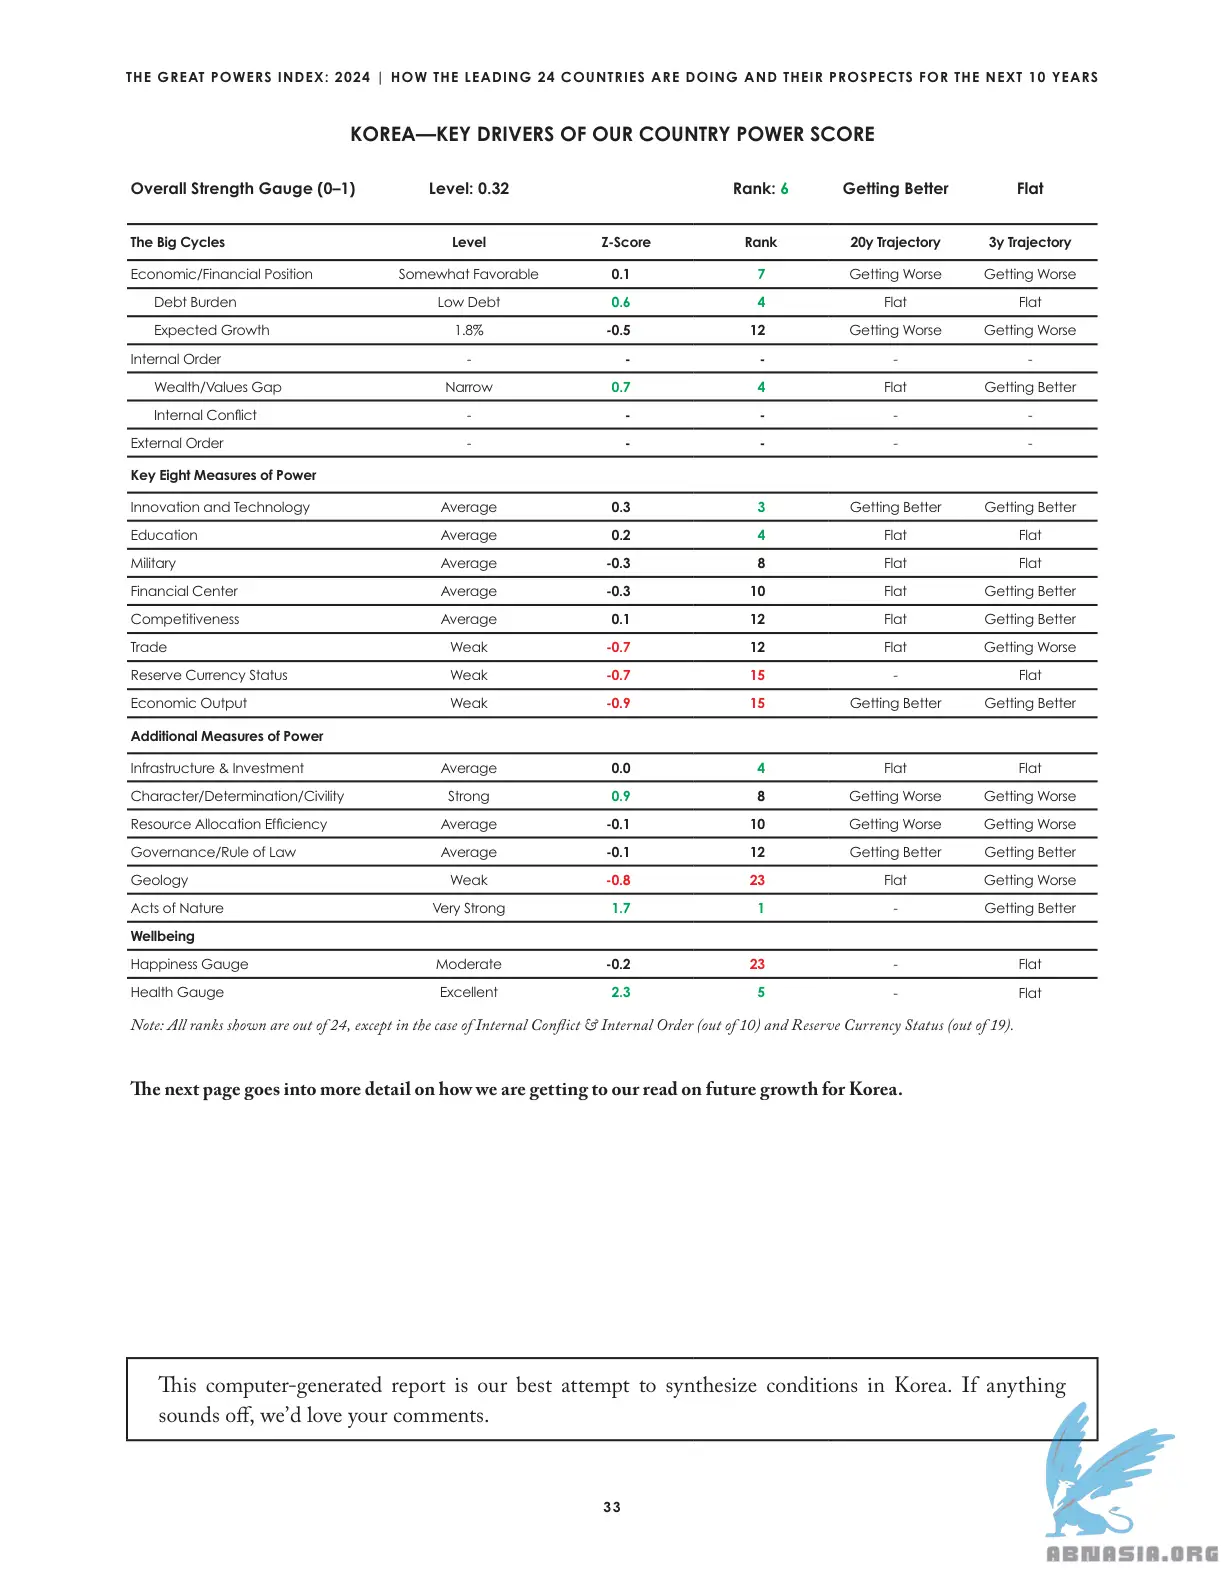 THE GREAT POWERS INDEX: 2024 | HOW THE LEADING 24 COUNTRIES ARE DOING AND THEIR PROSPECTS FOR THE NEXT 10 YEARS
KOREA—KEY DRIVERS OF OUR COUNTRY POWER SCORE
Overall Strength Gauge (0–1) Level: 0.32 Rank: 6 Getting Better Flat
The Big Cycles Level Z-Score Rank 20y Trajectory 3y Trajectory
Economic/Financial Position Somewhat Favorable 0.1 7 Getting Worse Getting Worse
Debt Burden Low Debt 0.6 4 Flat Flat
Expected Growth 1.8% -0.5 12 Getting Worse Getting Worse
Internal Order - - - - -
Wealth/Values Gap Narrow 0.7 4 Flat Getting Better
Internal Conflict - - - - -
External Order - - - - -
Key Eight Measures of Power
Innovation and Technology Average 0.3 3 Getting Better Getting Better
Education Average 0.2 4 Flat Flat
Military Average -0.3 8 Flat Flat
Financial Center Average -0.3 10 Flat Getting Better
Competitiveness Average 0.1 12 Flat Getting Better
Trade Weak -0.7 12 Flat Getting Worse
Reserve Currency Status Weak -0.7 15 - Flat
Economic Output Weak -0.9 15 Getting Better Getting Better
Additional Measures of Power
Infrastructure & Investment Average 0.0 4 Flat Flat
Character/Determination/Civility Strong 0.9 8 Getting Worse Getting Worse
Resource Allocation Efficiency Average -0.1 10 Getting Worse Getting Worse
Governance/Rule of Law Average -0.1 12 Getting Better Getting Better
Geology Weak -0.8 23 Flat Getting Worse
Acts of Nature Very Strong 1.7 1 - Getting Better
Wellbeing
Happiness Gauge Moderate -0.2 23 - Flat
Health Gauge Excellent 2.3 5 - Flat
Note: All ranks shown are out of 24, except in the case of Internal Conflict & Internal Order (out of 10) and Reserve Currency Status (out of 19).
The next page goes into more detail on how we are getting to our read on future growth for Korea.
This computer-generated report is our best attempt to synthesize conditions in Korea. If anything
sounds off, we'd love your comments.
33
ABNASIA.ORG